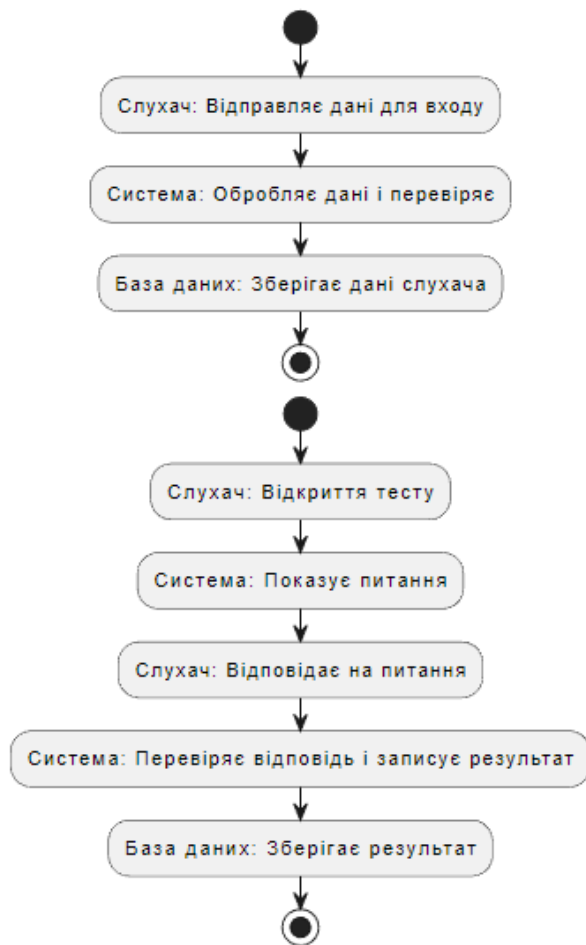 Слухач: Відправляє дані для входу
Система: Обробляє дані і перевіряє
База даних: Зберігає дані слухача
Слухач: Відкриття тесту
Система: Показує питання
Слухач: Відповідає на питання
Система: Перевіряє відповідь і записує результат
База даних: Зберігає результат